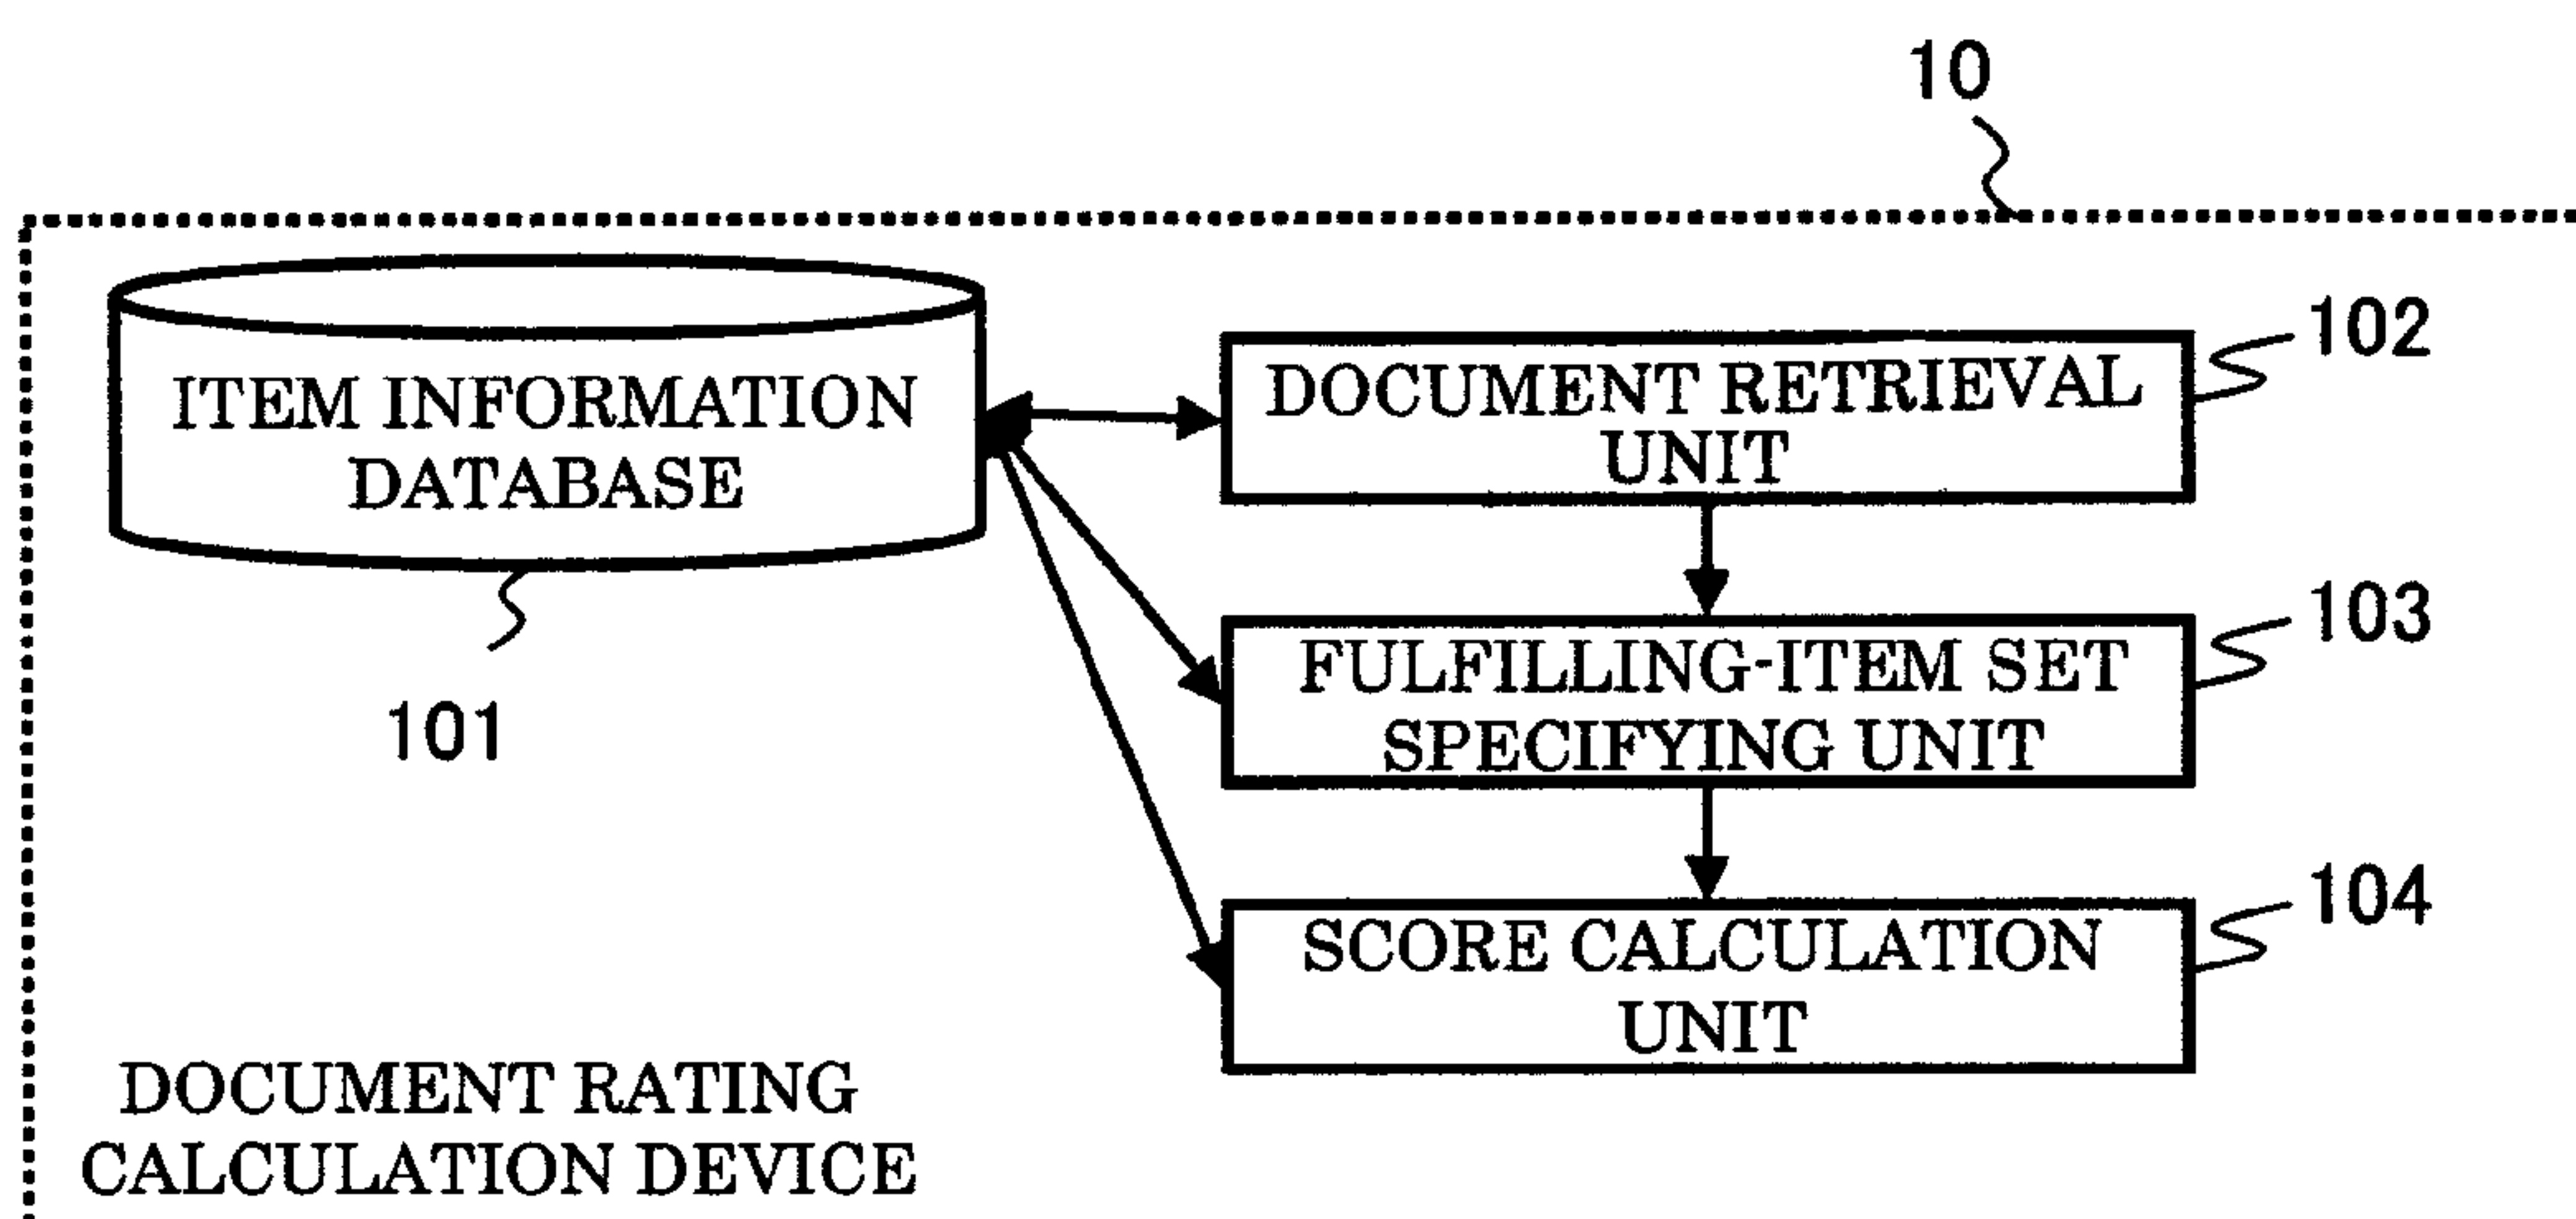 10
ITEM INFORMATION
DATABASE
101
DOCUMENT RETRIEVAL
UNIT
102
FULFILLING-ITEM SET
SPECIFYING UNIT
103
SCORE CALCULATION
UNIT
104
DOCUMENT RATING
CALCULATION DEVICE